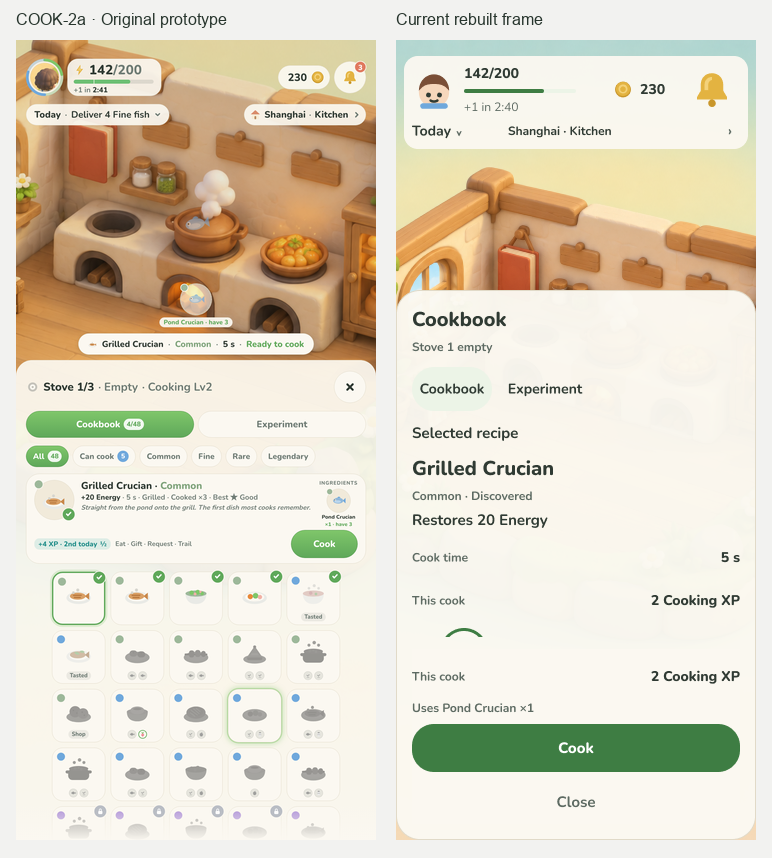 COOK-2a · Original prototype
142/200
+1 in 2:41
230
3
Today · Deliver 4 Fine fish
Shanghai · Kitchen
Pond Crucian · have 3
Grilled Crucian · Common · 5 s · Ready to cook
Stove 1/3 · Empty · Cooking Lv2
Cookbook 4/48
Experiment
All 48
Can cook 5
Common
Fine
Rare
Legendary
Grilled Crucian · Common
+20 Energy · 5 s · Grilled · Cooked ×3 · Best ★ Good
Straight from the pond onto the grill. The first dish most cooks remember.
INGREDIENTS
Pond Crucian
×1 · have 3
+4 XP · 2nd today ½
Eat · Gift · Request · Trail
Cook
Tasted
Tasted
Shop
Current rebuilt frame
142/200
+1 in 2:40
230
Today
Shanghai · Kitchen
Cookbook
Stove 1 empty
Cookbook
Experiment
Selected recipe
Grilled Crucian
Common · Discovered
Restores 20 Energy
Cook time
5 s
This cook
2 Cooking XP
This cook
2 Cooking XP
Uses Pond Crucian ×1
Cook
Close